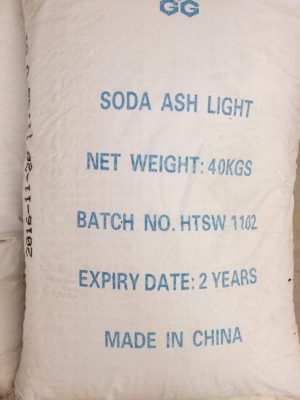 GG
SODA ASH LIGHT
NET WEIGHT: 40KGS
BATCH NO. HTSW 1102
EXPIRY DATE: 2 YEARS
MADE IN CHINA